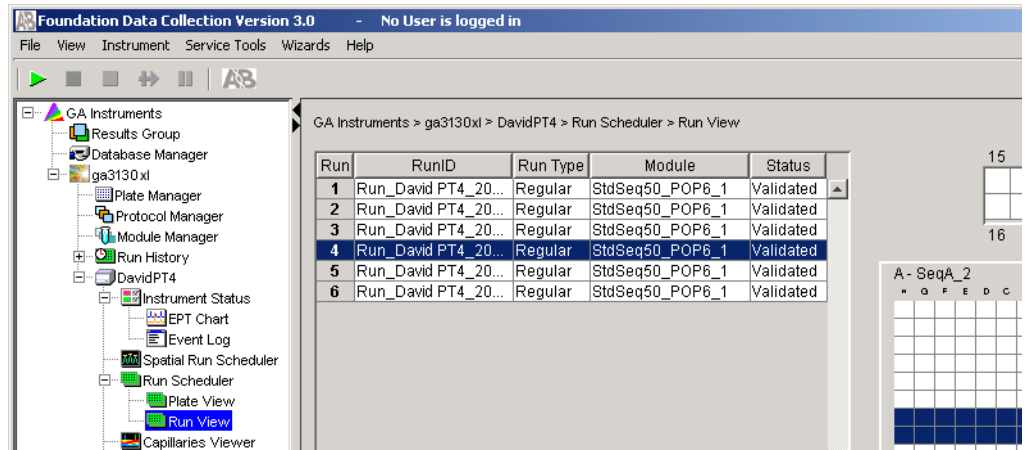 Foundation Data Collection Version 3.0 - No User is logged in
File View Instrument Service Tools Wizards Help
AB
GA Instruments
Results Group
Database Manager
ga3130xl
Plate Manager
Protocol Manager
Module Manager
Run History
DavidPT4
Instrument Status
EPT Chart
Event Log
Spatial Run Scheduler
Run Scheduler
Plate View
Run View
Capillaries Viewer
GA Instruments > ga3130xl > DavidPT4 > Run Scheduler > Run View
Run RunID Run Type Module Status
1 Run_David PT4_20... Regular StdSeq50_POP6_1 Validated
2 Run_David PT4_20... Regular StdSeq50_POP6_1 Validated
3 Run_David PT4_20... Regular StdSeq50_POP6_1 Validated
4 Run_David PT4_20... Regular StdSeq50_POP6_1 Validated
5 Run_David PT4_20... Regular StdSeq50_POP6_1 Validated
6 Run_David PT4_20... Regular StdSeq50_POP6_1 Validated
15
16
A - SeqA_2
H G F E D C